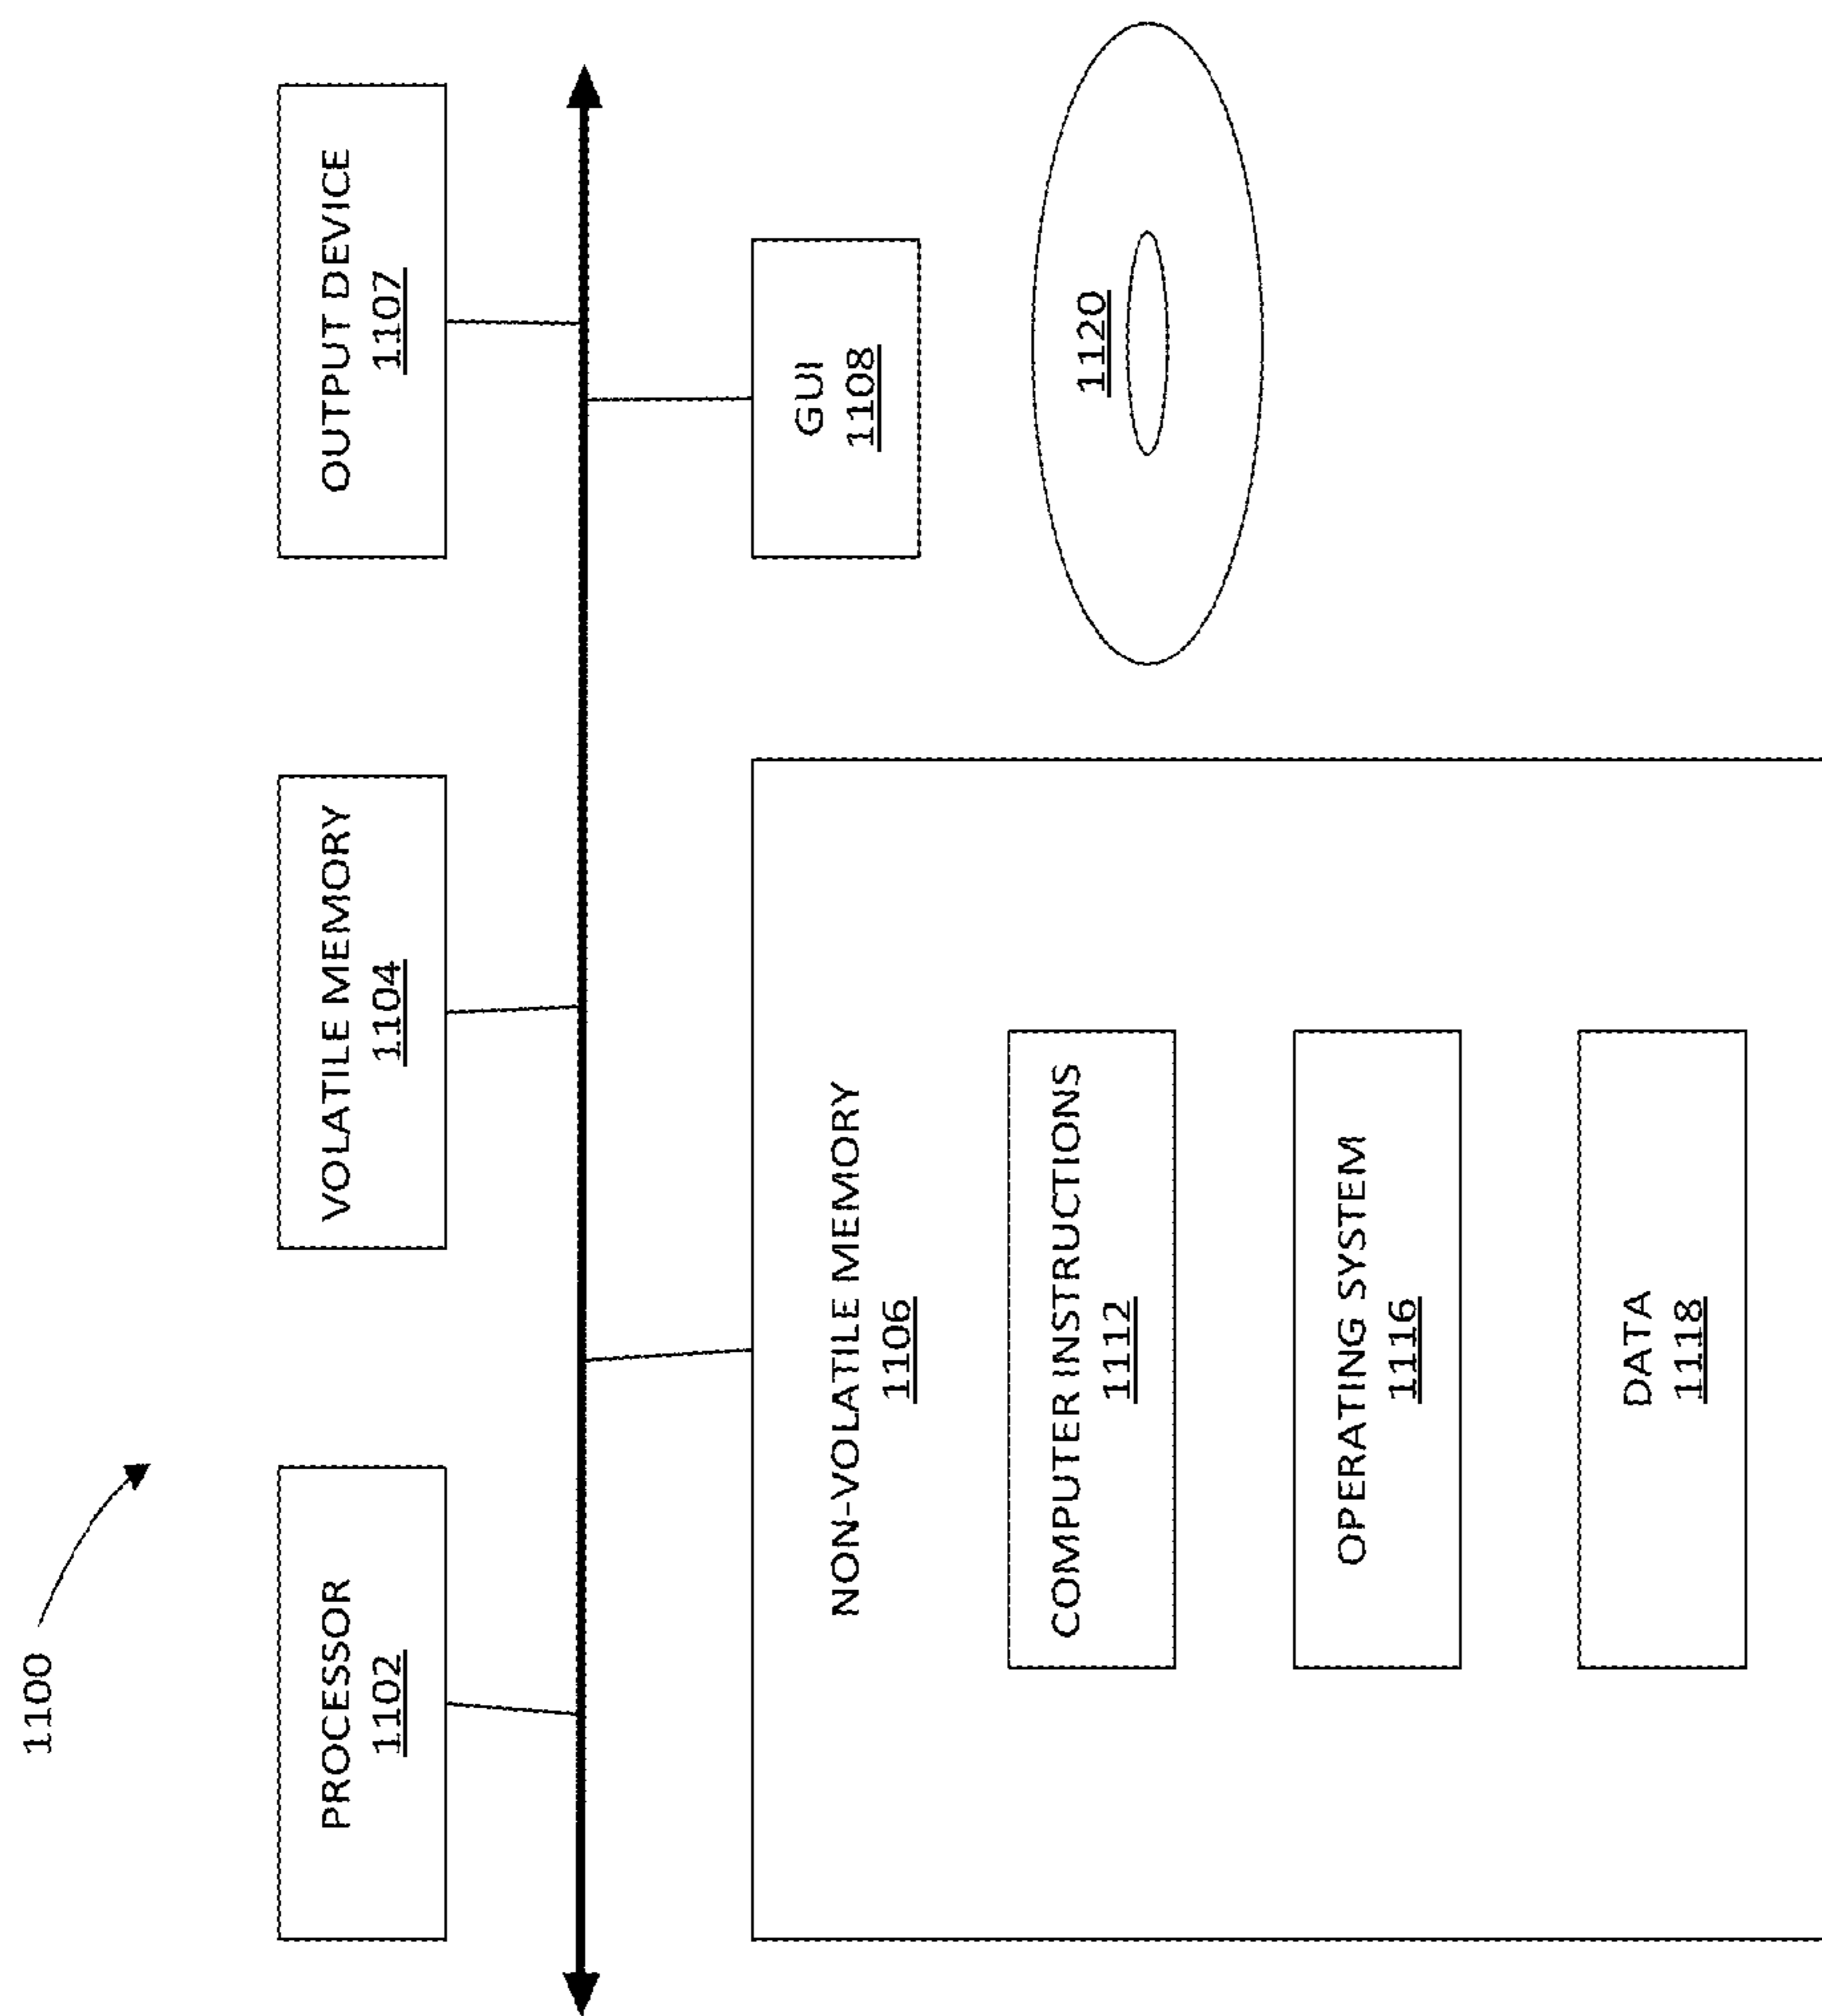 1100
PROCESSOR
1102
VOLATILE MEMORY
1104
OUTPUT DEVICE
1107
NON-VOLATILE MEMORY
1106
COMPUTER INSTRUCTIONS
1112
OPERATING SYSTEM
1116
DATA
1118
GUI
1108
1120